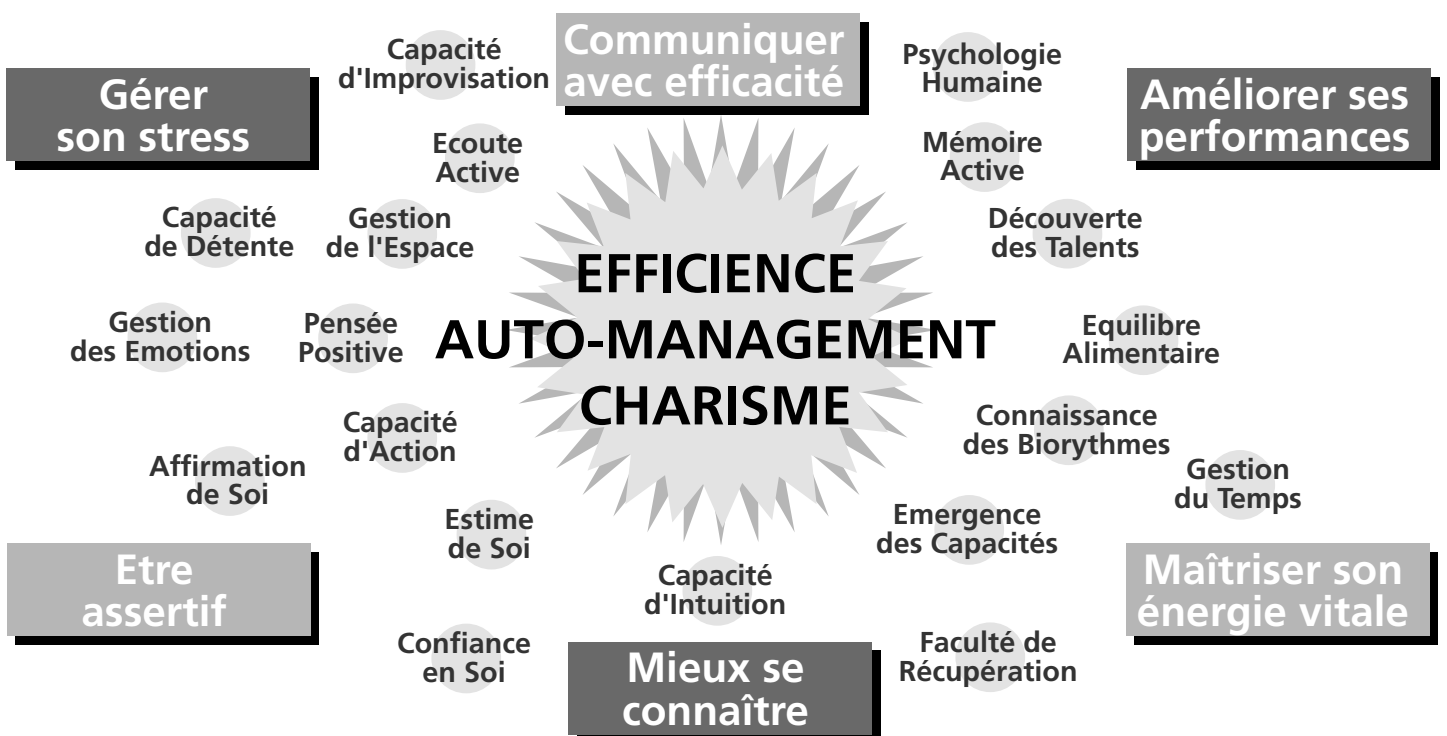 Capacité
d'Improvisation
Communiquer
avec efficacité
Psychologie
Humaine
Gérer
son stress
Améliorer ses
performances
Ecoute
Active
Mémoire
Active
Capacité
de Détente
Gestion
de l'Espace
Découverte
des Talents
EFFICIENCE
AUTO-MANAGEMENT
CHARISME
Gestion
des Emotions
Pensée
Positive
Equilibre
Alimentaire
Capacité
d'Action
Connaissance
des Biorythmes
Affirmation
de Soi
Gestion
du Temps
Estime
de Soi
Emergence
des Capacités
Etre
assertif
Capacité
d'Intuition
Maîtriser son
énergie vitale
Confiance
en Soi
Mieux se
connaître
Faculté de
Récupération